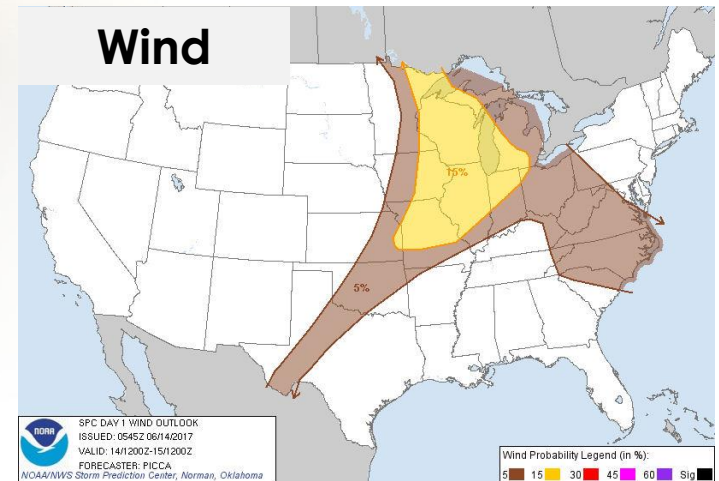 Wind
15%
5%
NOAA
SPC DAY 1 WIND OUTLOOK
ISSUED: 0545Z 06/14/2017
VALID: 14/1200Z-15/1200Z
FORECASTER: PICCA
NOAA/NWS Storm Prediction Center, Norman, Oklahoma
Wind Probability Legend (in %):
5 15 30 45 60 Sig